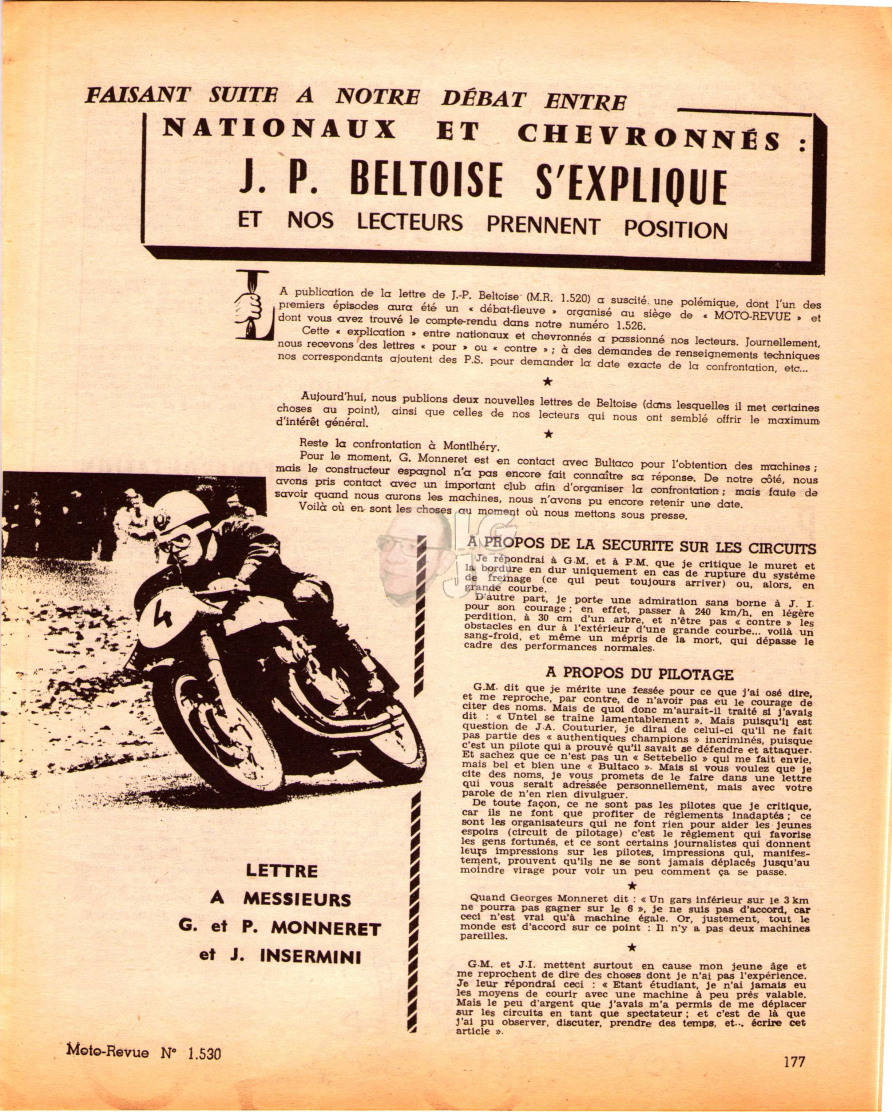 FAISANT SUITE A NOTRE DÉBAT ENTRE
NATIONAUX ET CHEVRONNÉS :
J. P. BELTOISE S'EXPLIQUE
ET NOS LECTEURS PRENNENT POSITION
LA publication de la lettre de J.-P. Beltoise (M.R. 1.520) a suscité une polémique, dont l'un des
premiers épisodes aura été un « débat-fleuve » organisé au siège de « MOTO-REVUE » et
dont vous avez trouvé le compte-rendu dans notre numéro 1.526.
Cette « explication » entre nationaux et chevronnés a passionné nos lecteurs. Journellement,
nous recevons des lettres « pour » ou « contre » ; à des demandes de renseignements techniques
nos correspondants ajoutent des P.S. pour demander la date exacte de la confrontation, etc...
★
Aujourd'hui, nous publions deux nouvelles lettres de Beltoise (dans lesquelles il met certaines
choses au point), ainsi que celles de nos lecteurs qui nous ont semblé offrir le maximum
d'intérêt général.
★
Reste la confrontation à Montlhéry.
Pour le moment, G. Monneret est en contact avec Bultaco pour l'obtention des machines ;
mais le constructeur espagnol n'a pas encore fait connaître sa réponse. De notre côté, nous
avons pris contact avec un important club afin d'organiser la confrontation ; mais faute de
savoir quand nous aurons les machines, nous n'avons pu encore retenir une date.
Voilà où en sont les choses au moment où nous mettons sous presse.
4
LETTRE
A MESSIEURS
G. et P. MONNERET
et J. INSERMINI
A PROPOS DE LA SECURITE SUR LES CIRCUITS
Je répondrai à G.M. et à P.M. que je critique le muret et
la bordure en dur uniquement en cas de rupture du système
de freinage (ce qui peut toujours arriver) ou, alors, en
grande courbe.
D'autre part, je porte une admiration sans borne à J. I.
pour son courage ; en effet, passer à 240 km/h, en légère
perdition, à 30 cm d'un arbre, et n'être pas « contre » les
obstacles en dur à l'extérieur d'une grande courbe... voilà un
sang-froid, et même un mépris de la mort, qui dépasse le
cadre des performances normales.
A PROPOS DU PILOTAGE
G.M. dit que je mérite une fessée pour ce que j'ai osé dire,
et me reproche, par contre, de n'avoir pas eu le courage de
citer des noms. Mais de quoi donc m'aurait-il traité si j'avais
dit : « Untel se traîne lamentablement ». Mais puisqu'il est
question de J.A. Couturier, je dirai de celui-ci qu'il ne fait
pas partie des « authentiques champions » incriminés, puisque
c'est un pilote qui a prouvé qu'il savait se défendre et attaquer.
Et sachez que ce n'est pas un « Settebello » qui me fait envie,
mais bel et bien une « Bultaco ». Mais si vous voulez que je
cite des noms, je vous promets de le faire dans une lettre
qui vous serait adressée personnellement, mais avec votre
parole de n'en rien divulguer.
De toute façon, ce ne sont pas les pilotes que je critique,
car ils ne font que profiter de règlements inadaptés ; ce
sont les organisateurs qui ne font rien pour aider les jeunes
espoirs (circuit de pilotage) c'est le règlement qui favorise
les gens fortunés, et ce sont certains journalistes qui donnent
leurs impressions sur les pilotes, impressions qui, manifes-
tement, prouvent qu'ils ne se sont jamais déplacés jusqu'au
moindre virage pour voir un peu comment ça se passe.
★
Quand Georges Monneret dit : « Un gars inférieur sur le 3 km
ne pourra pas gagner sur le 6 », je ne suis pas d'accord, car
ceci n'est vrai qu'à machine égale. Or, justement, tout le
monde est d'accord sur ce point : Il n'y a pas deux machines
pareilles.
★
G.M. et J.I. mettent surtout en cause mon jeune âge et
me reprochent de dire des choses dont je n'ai pas l'expérience.
Je leur répondrai ceci : « Etant étudiant, je n'ai jamais eu
les moyens de courir avec une machine à peu près valable.
Mais le peu d'argent que j'avais m'a permis de me déplacer
sur les circuits en tant que spectateur ; et c'est de là que
j'ai pu observer, discuter, prendre des temps, et... écrire cet
article ».
Moto-Revue N° 1.530
177